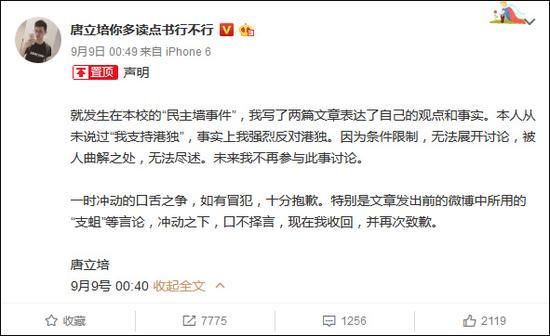 唐立培你多读点书行不行
9月9日 00:49 来自 iPhone 6
置顶 声明
就发生在本校的“民主墙事件”，我写了两篇文章表达了自己的观点和事实。本人从
未说过“我支持港独”，事实上我强烈反对港独。因为条件限制，无法展开讨论，被
人曲解之处，无法尽述。未来我不再参与此事讨论。
一时冲动的口舌之争，如有冒犯，十分抱歉。特别是文章发出前的微博中所用的
“支蛆”等言论，冲动之下，口不择言，现在我收回，并再次致歉。
唐立培
9月9号 00:40 收起全文
收藏 7775 1256 2119